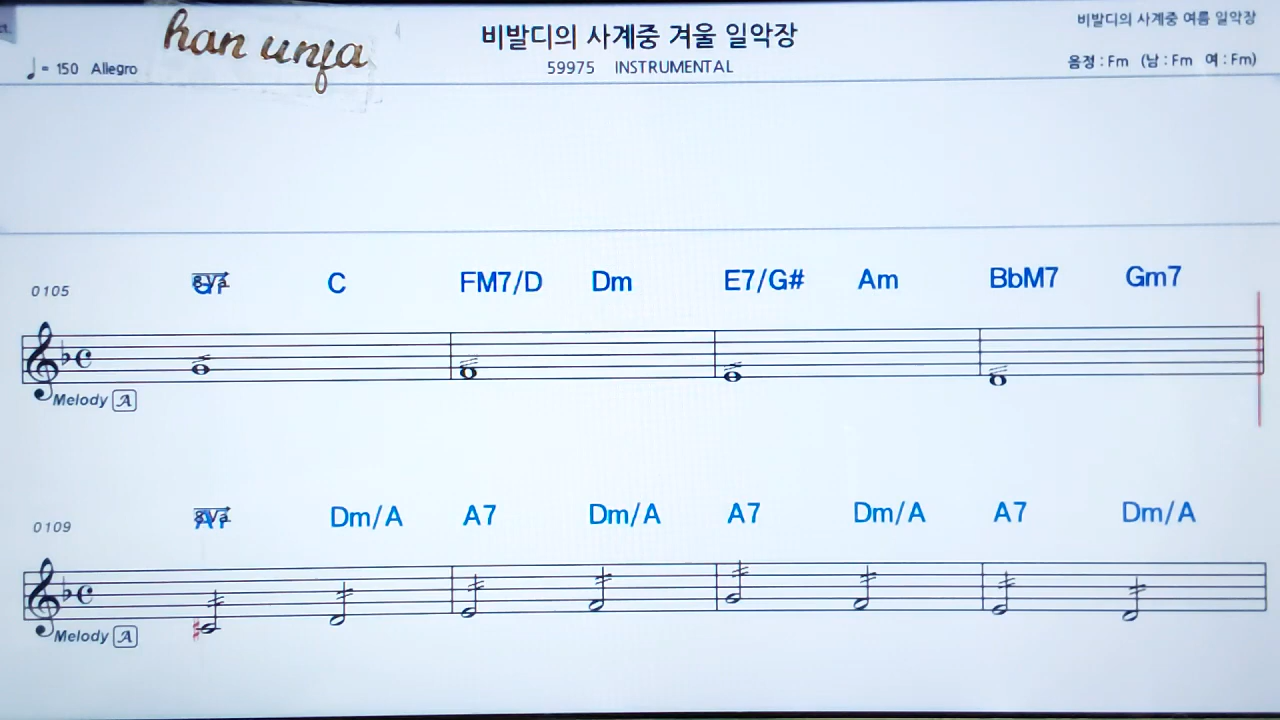 han unfa
비발디의 사계중 겨울 일악장
비발디의 사계중 여름 일악장
♩= 150 Allegro
59975 INSTRUMENTAL
음정 : Fm (남 : Fm 여 : Fm)
C FM7/D Dm E7/G# Am BbM7 Gm7
0105
Melody A
Dm/A A7 Dm/A A7 Dm/A A7 Dm/A
0109
Melody A